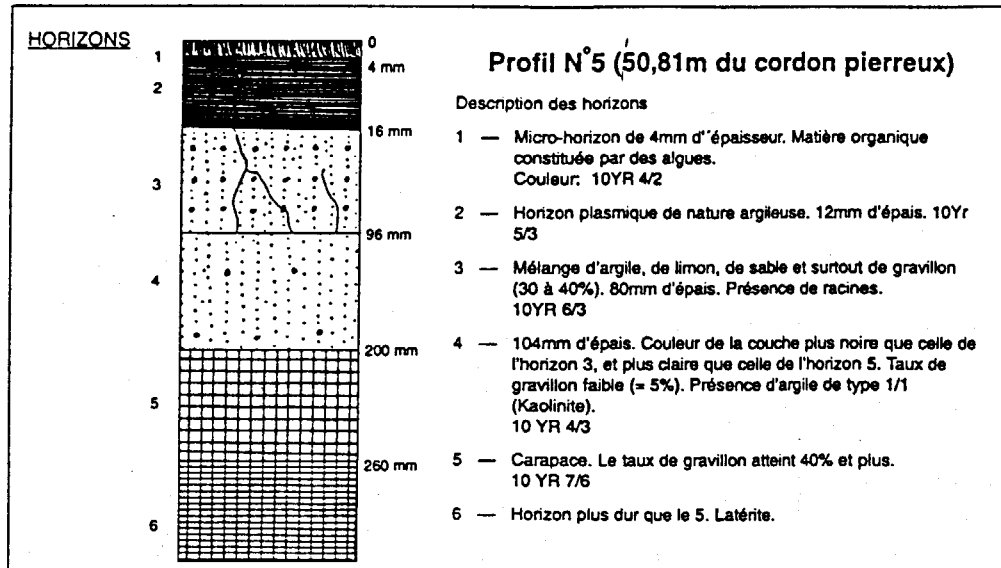 HORIZONS
1
2
3
4
5
6
0
4 mm
16 mm
96 mm
200 mm
260 mm
Profil N°5 (50,81m du cordon pierreux)
Description des horizons
1 — Micro-horizon de 4mm d'épaisseur. Matière organique
constituée par des algues.
Couleur: 10YR 4/2
2 — Horizon plasmique de nature argileuse. 12mm d'épais. 10Yr
5/3
3 — Mélange d'argile, de limon, de sable et surtout de gravillon
(30 à 40%). 80mm d'épais. Présence de racines.
10YR 6/3
4 — 104mm d'épais. Couleur de la couche plus noire que celle de
l'horizon 3, et plus claire que celle de l'horizon 5. Taux de
gravillon faible (= 5%). Présence d'argile de type 1/1
(Kaolinite).
10 YR 4/3
5 — Carapace. Le taux de gravillon atteint 40% et plus.
10 YR 7/6
6 — Horizon plus dur que le 5. Latérite.